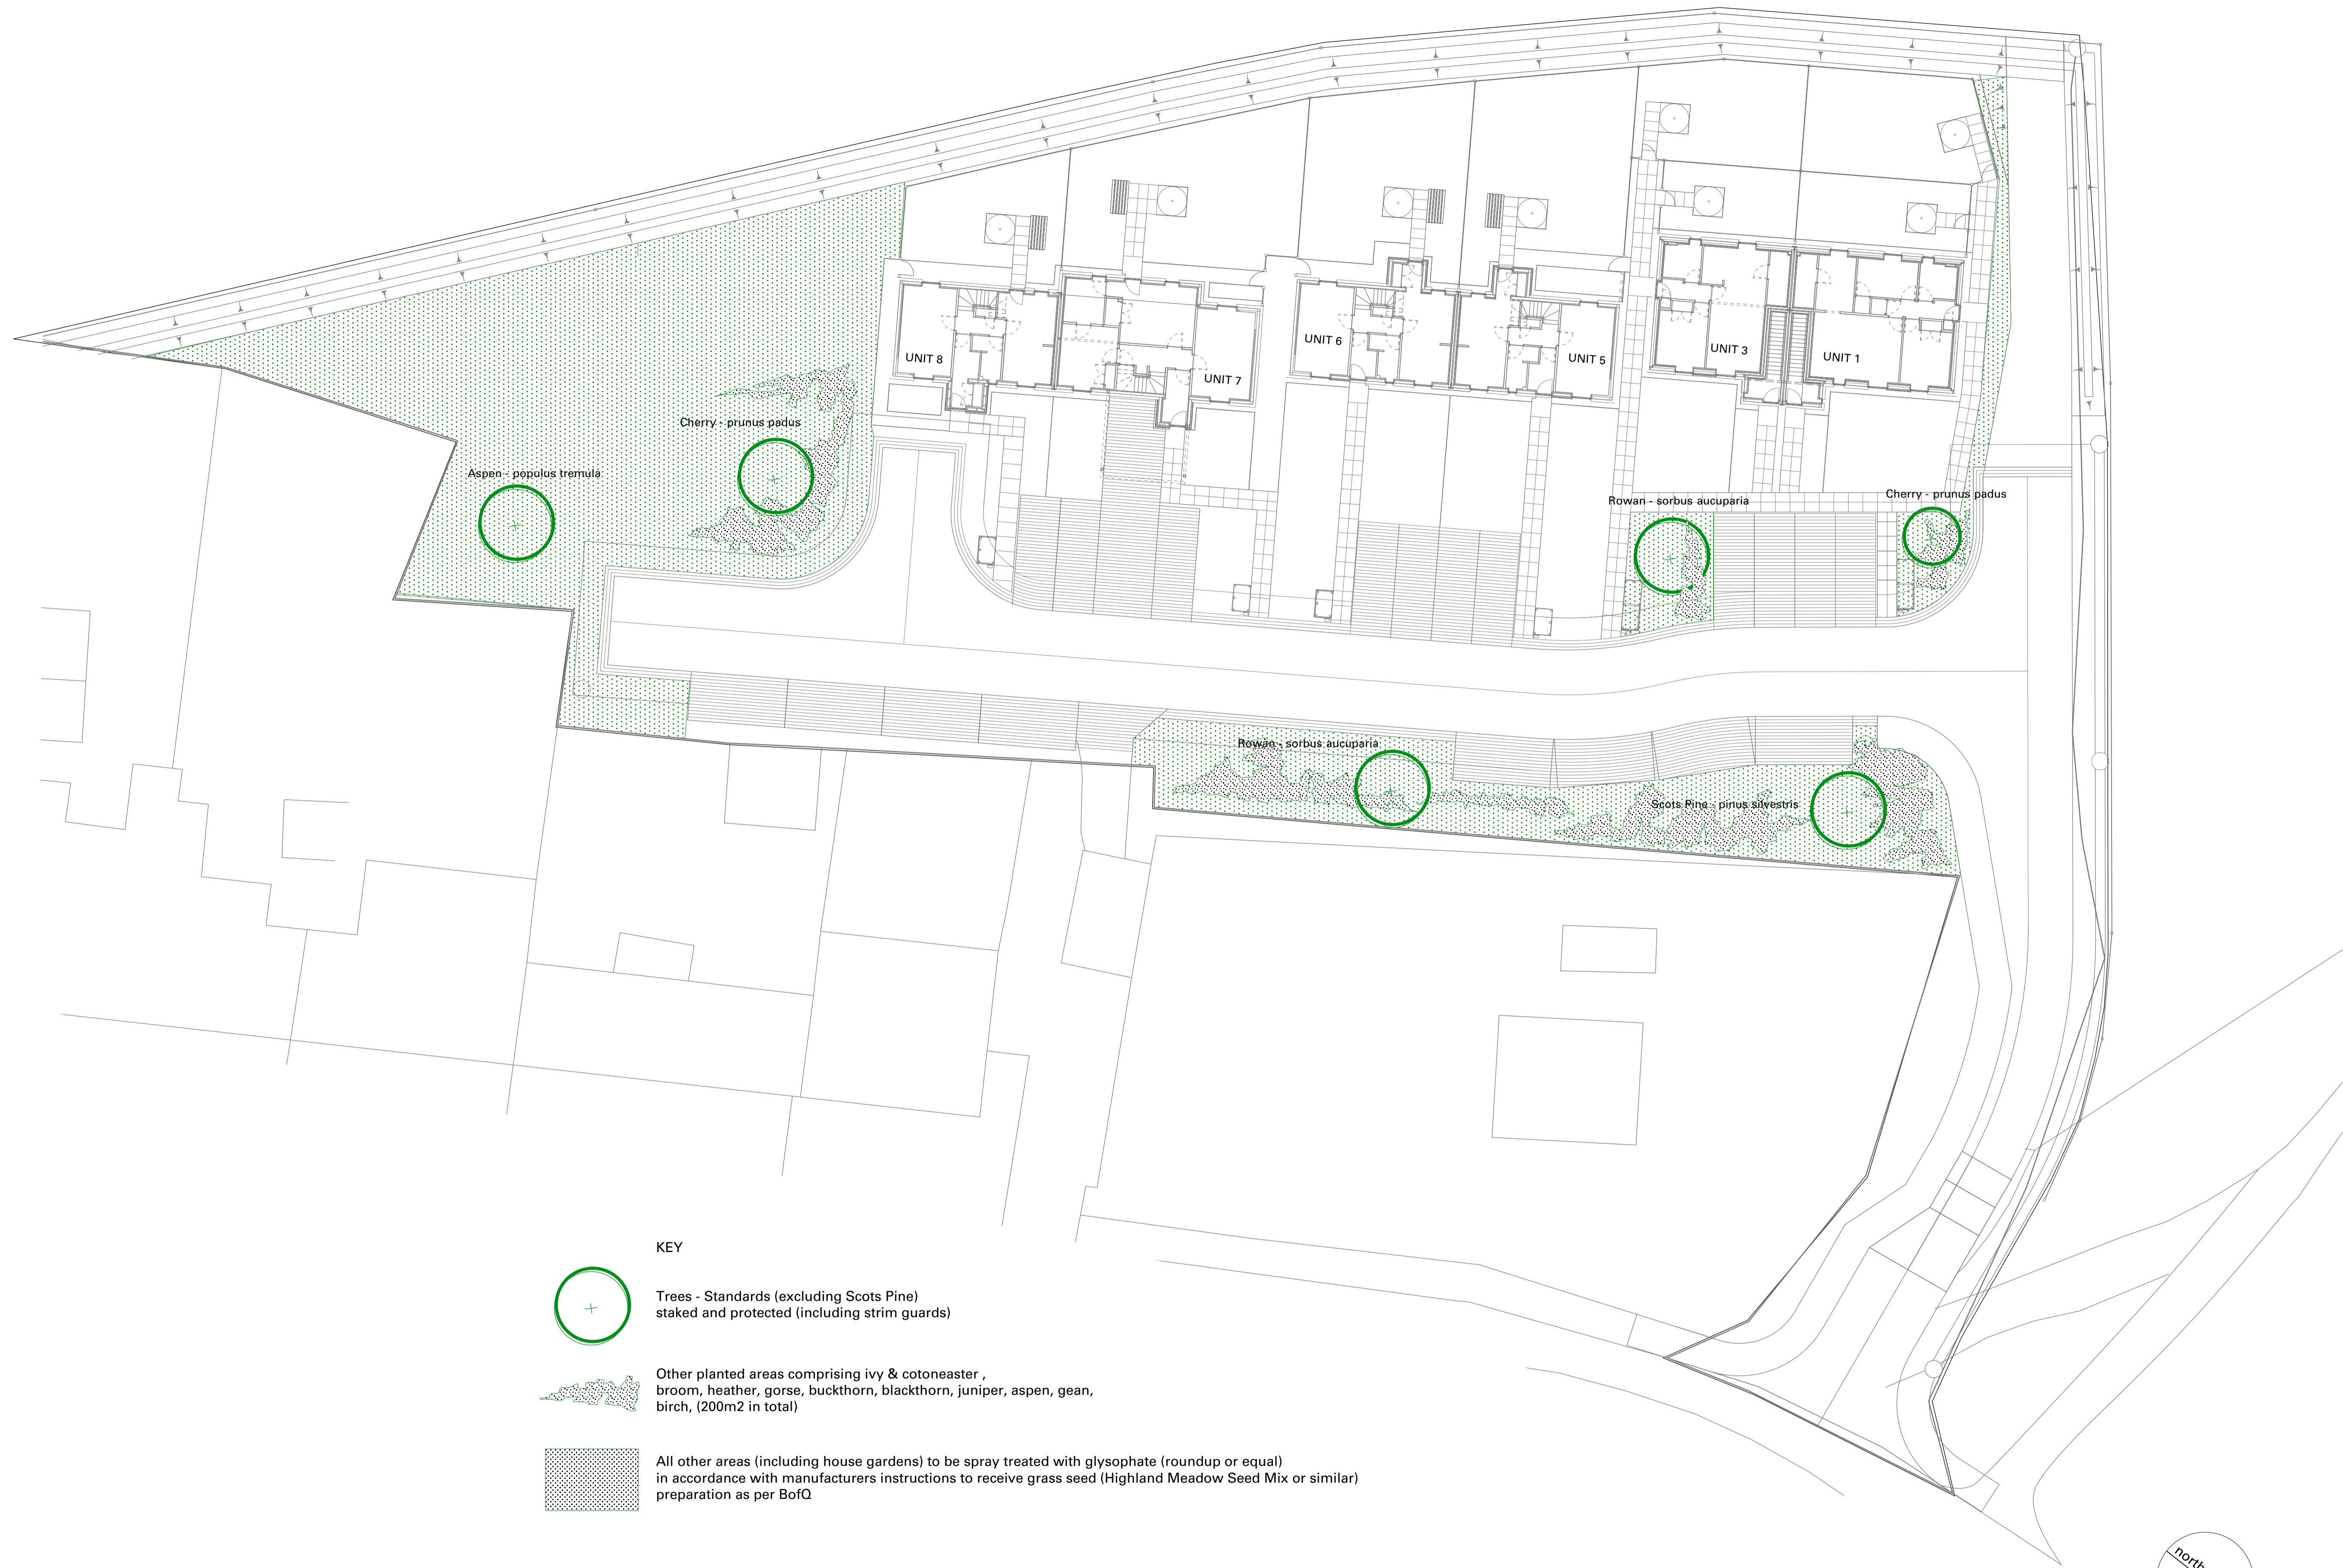 UNIT 6
UNIT 3
UNIT 1
UNIT 8
UNIT 5
UNIT 7
Cherry - prunus padus
Aspen - populus tremula
Rowan - sorbus aucuparia
Cherry - prunus padus
Rowan - sorbus aucuparia
Scots Pine - pinus silvestris
KEY
Trees - Standards (excluding Scots Pine)
staked and protected (including strim guards)
Other planted areas comprising ivy & cotoneaster ,
broom, heather, gorse, buckthorn, blackthorn, juniper, aspen, gean,
birch, (200m2 in total)
All other areas (including house gardens) to be spray treated with glysophate (roundup or equal)
in accordance with manufacturers instructions to receive grass seed (Highland Meadow Seed Mix or similar)
preparation as per BofQ
north